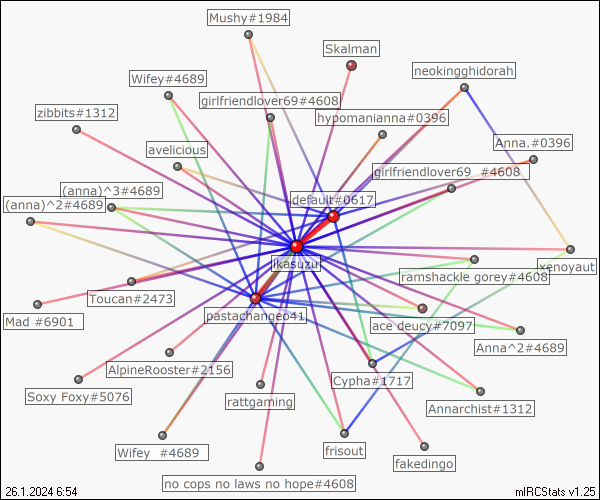 Mushy#1984
Skalman
neokingghidorah
Wifey#4689
girlfriendlover69#4608
zibbits#1312
hypomanianna#0396
Anna.#0396
avelicious
girlfriendlover69_#4608
(anna)^3#4689
default#0617
(anna)^2#4689
ikasuzu
xenoyaut
ramshackle gorey#4608
Toucan#2473
pastachangeo41
Mad #6901
ace deucy#7097
Anna^2#4689
AlpineRooster#2156
Cypha#1717
Soxy Foxy#5076
rattgaming
Annarchist#1312
Wifey_#4689
frisout
fakedingo
no cops no laws no hope#4608
26.1.2024 6:54
mIRCStats v1.25